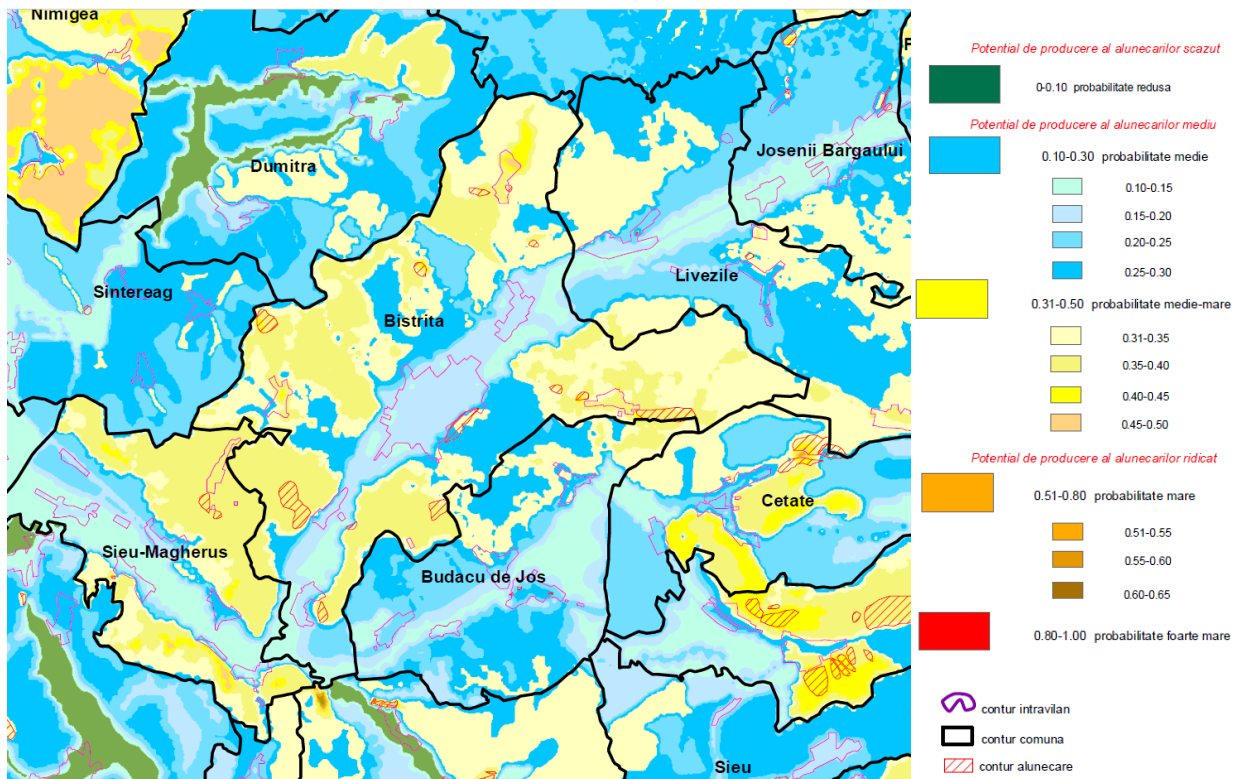 Nimigea
Dumitra
Josenii Bargaului
Sintereag
Bistrita
Livezile
Cetate
Sieu-Magherus
Budacu de Jos
Sieu
Potential de producere al alunecarilor scazut
0-0.10 probabilitate redusa
Potential de producere al alunecarilor mediu
0.10-0.30 probabilitate medie
0.10-0.15
0.15-0.20
0.20-0.25
0.25-0.30
0.31-0.50 probabilitate medie-mare
0.31-0.35
0.35-0.40
0.40-0.45
0.45-0.50
Potential de producere al alunecarilor ridicat
0.51-0.80 probabilitate mare
0.51-0.55
0.55-0.60
0.60-0.65
0.80-1.00 probabilitate foarte mare
contur intravilan
contur comuna
contur alunecare